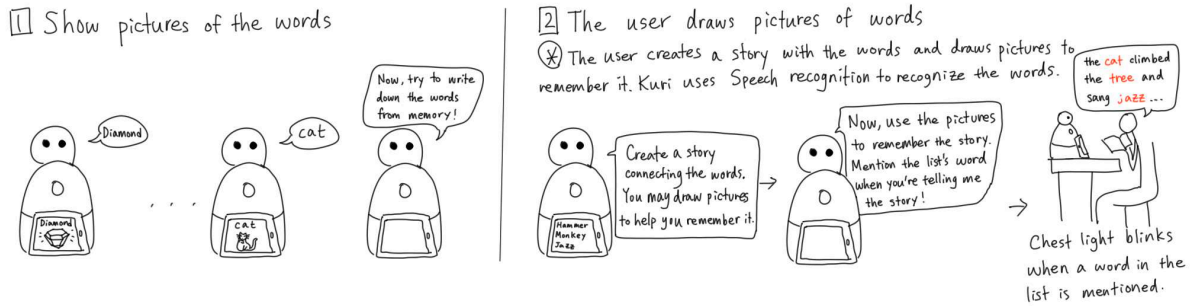 1 Show pictures of the words
Diamond
Diamond
cat
cat
Now, try to write
down the words
from memory!
2 The user draws pictures of words
* The user creates a story with the words and draws pictures to
remember it. Kuri uses Speech recognition to recognize the words.
Create a story
connecting the words.
You may draw pictures
to help you remember it.
Hammer
Monkey
Jazz
Now, use the pictures
to remember the story.
Mention the list's word
when you're telling me
the story!
the cat climbed
the tree and
sang jazz ...
Chest light blinks
when a word in the
list is mentioned.